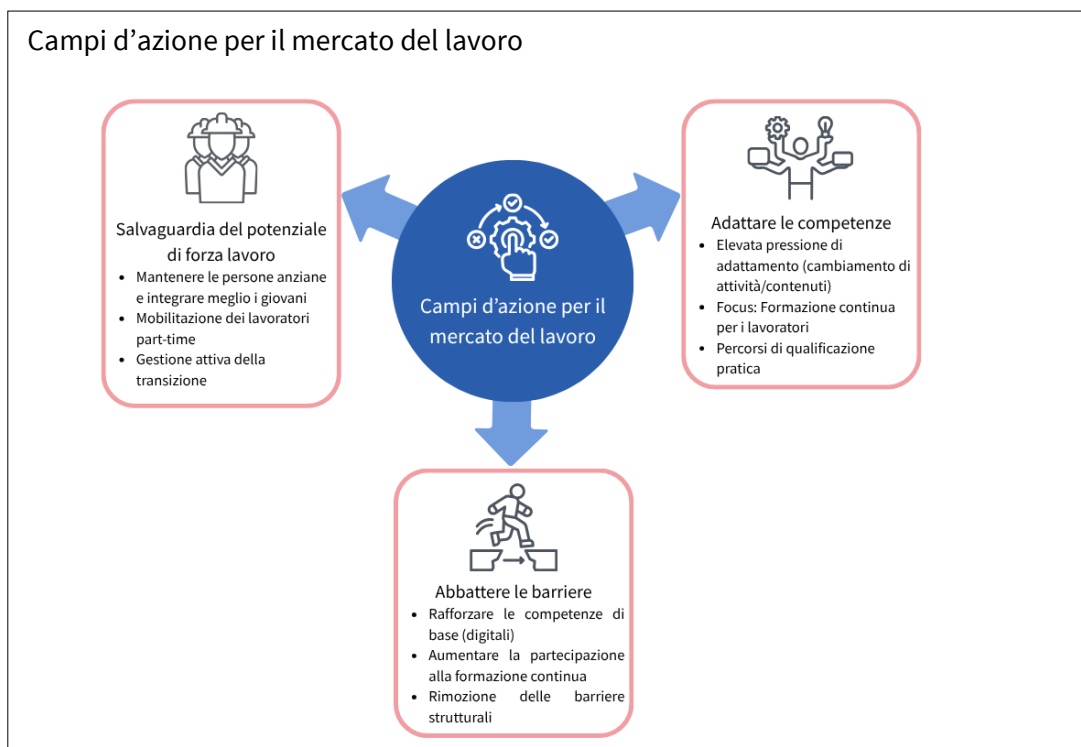 Campi d’azione per il mercato del lavoro
Salvaguardia del potenziale
di forza lavoro
• Mantenere le persone anziane
e integrare meglio i giovani
• Mobilitazione dei lavoratori
part-time
• Gestione attiva della
transizione
Campi d’azione per il
mercato del lavoro
Adattare le competenze
• Elevata pressione di
adattamento (cambiamento di
attività/contenuti)
• Focus: Formazione continua
per i lavoratori
• Percorsi di qualificazione
pratica
Abbattere le barriere
• Rafforzare le competenze di
base (digitali)
• Aumentare la partecipazione
alla formazione continua
• Rimozione delle barriere
strutturali